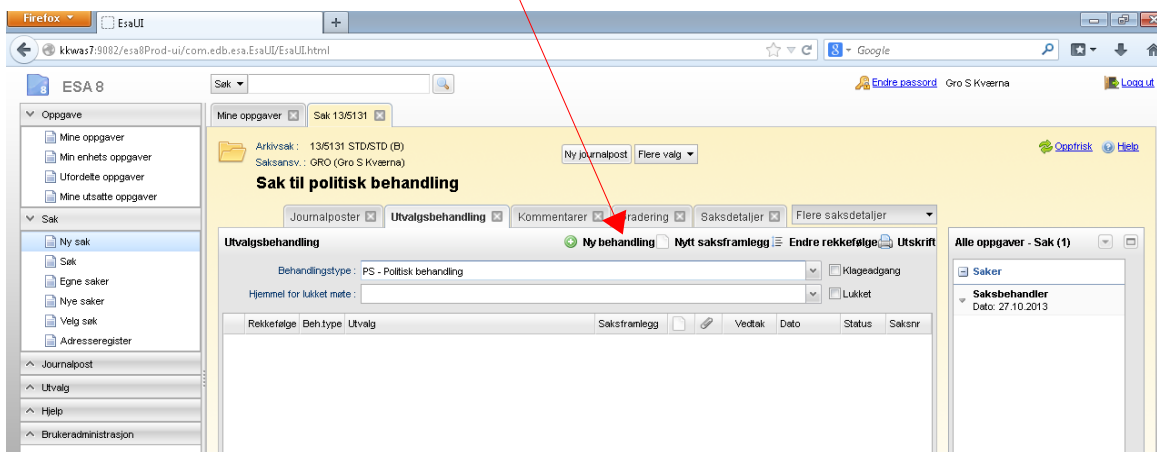 Firefox
EsaUI
kkwas7:9082/esa8Prod-ui/com.edb.esa.EsaUI/EsaUI.html
Google
ESA 8
Søk
Endre passord Gro S Kværna
Logg ut
Oppgave
Mine oppgaver
Min enhets oppgaver
Ufordelte oppgaver
Mine utsatte oppgaver
Sak
Ny sak
Søk
Egne saker
Nye saker
Velg søk
Adresseregister
Journalpost
Utvalg
Hjelp
Brukeradministrasjon
Mine oppgaver Sak 13/5131
Arkivsak : 13/5131 STD/STD (B)
Saksansv. : GRO (Gro S Kværna)
Sak til politisk behandling
Ny journalpost Flere valg
Oppfrisk Hjelp
Journalposter Utvalgsbehandling Kommentarer radering Saksdetaljer Flere saksdetaljer
Utvalgsbehandling Ny behandling Nytt saksframlegg Endre rekkefølge Utskrift
Behandlingstype : PS - Politisk behandling Klageadgang
Hjemmel for lukket møte : Lukket
Rekkefølge Beh.type Utvalg Saksframlegg Vedtak Dato Status Saksnr
Alle oppgaver - Sak (1)
Saker
Saksbehandler
Dato: 27.10.2013